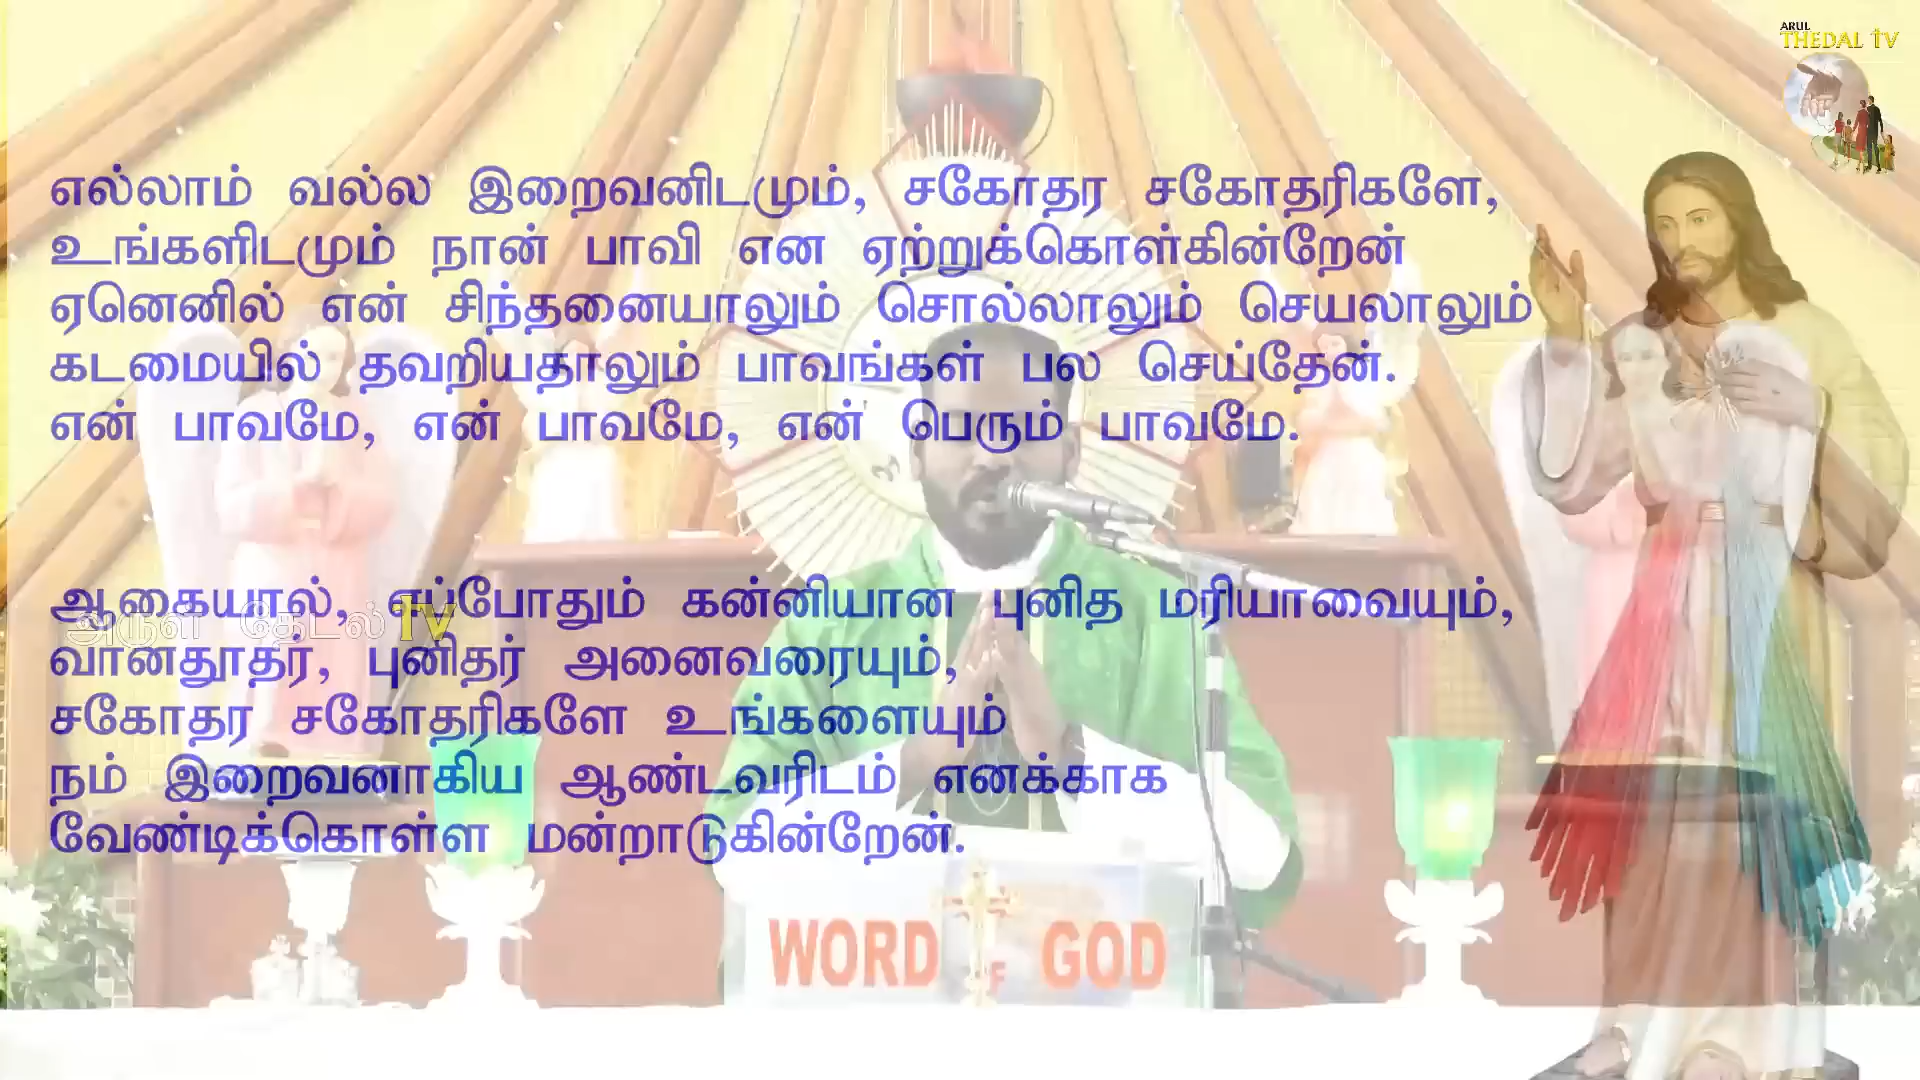 ARUL
THEDAL TV
எல்லாம் வல்ல இறைவனிடமும், சகோதர சகோதரிகளே,
உங்களிடமும் நான் பாவி என ஏற்றுக்கொள்கின்றேன்
ஏனெனில் என் சிந்தனையாலும் சொல்லாலும் செயலாலும்
கடமையில் தவறியதாலும் பாவங்கள் பல செய்தேன்.
என் பாவமே, என் பாவமே, என் பெரும் பாவமே.
ஆகையால், எப்போதும் கன்னியான புனித மரியாவையும்,
அருள் தேடல் TV
வானதூதர், புனிதர் அனைவரையும்,
சகோதர சகோதரிகளே உங்களையும்
நம் இறைவனாகிய ஆண்டவரிடம் எனக்காக
வேண்டிக்கொள்ள மன்றாடுகின்றேன்.
WORD OF GOD